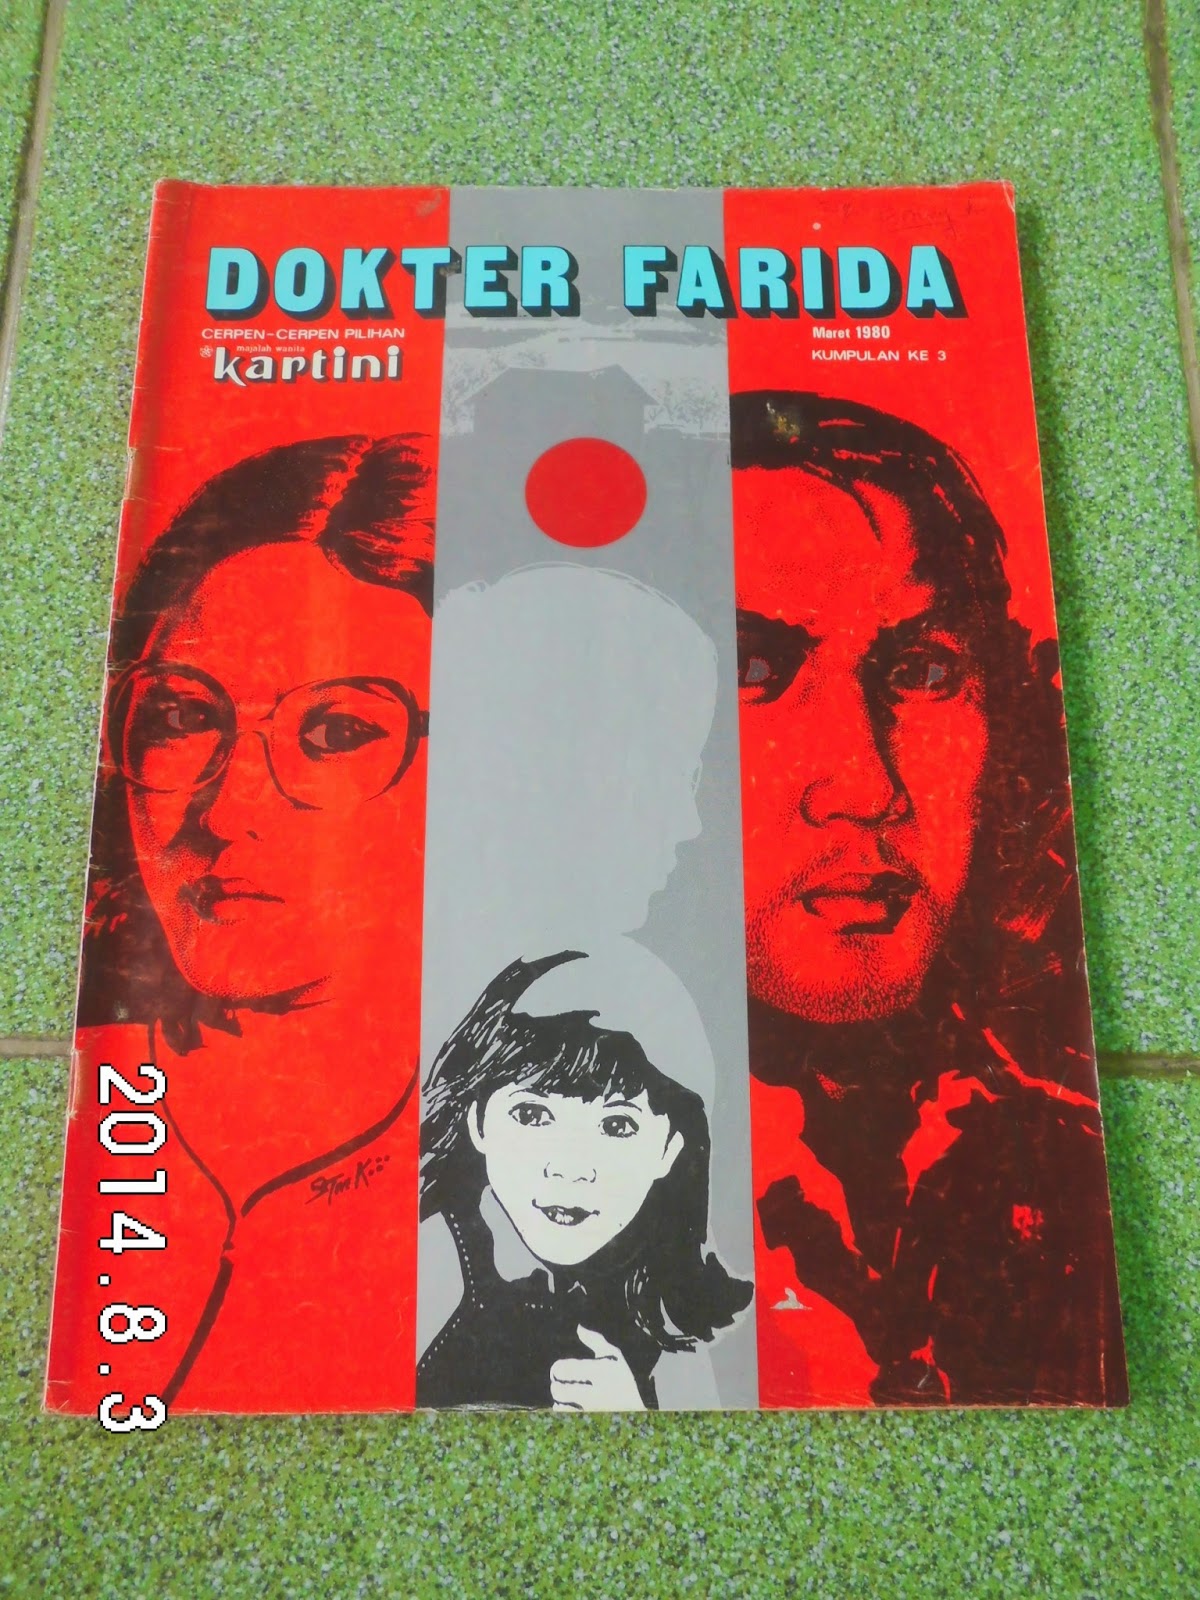 DOKTER FARIDA
CERPEN-CERPEN PILIHAN
majalah wanita
kartini
Maret 1980
KUMPULAN KE 3
2014.8.3